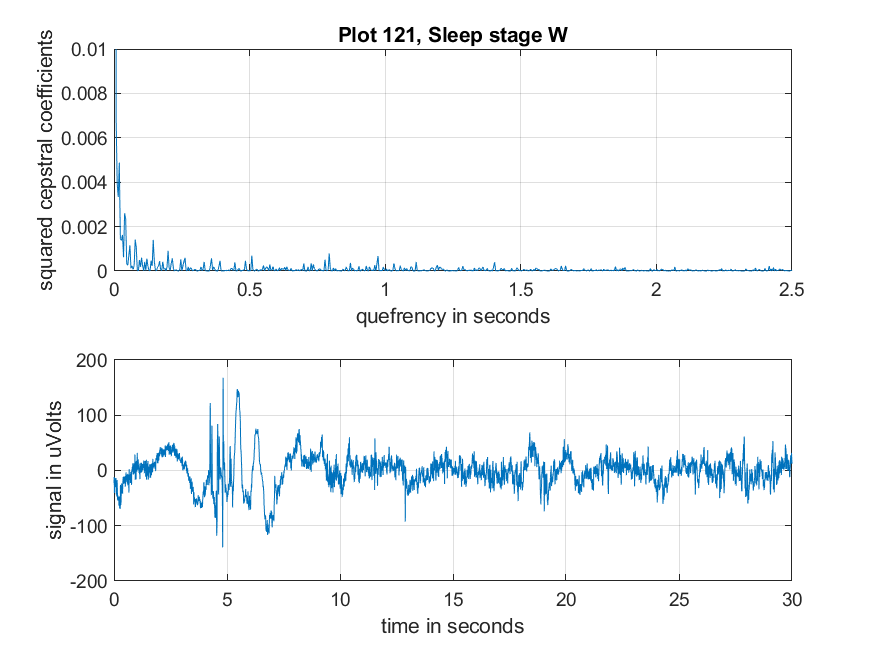 Plot 121, Sleep stage W
squared cepstral coefficients
0.01
0.008
0.006
0.004
0.002
0
0 0.5 1 1.5 2 2.5
quefrency in seconds
signal in uVolts
200
100
0
-100
-200
0 5 10 15 20 25 30
time in seconds